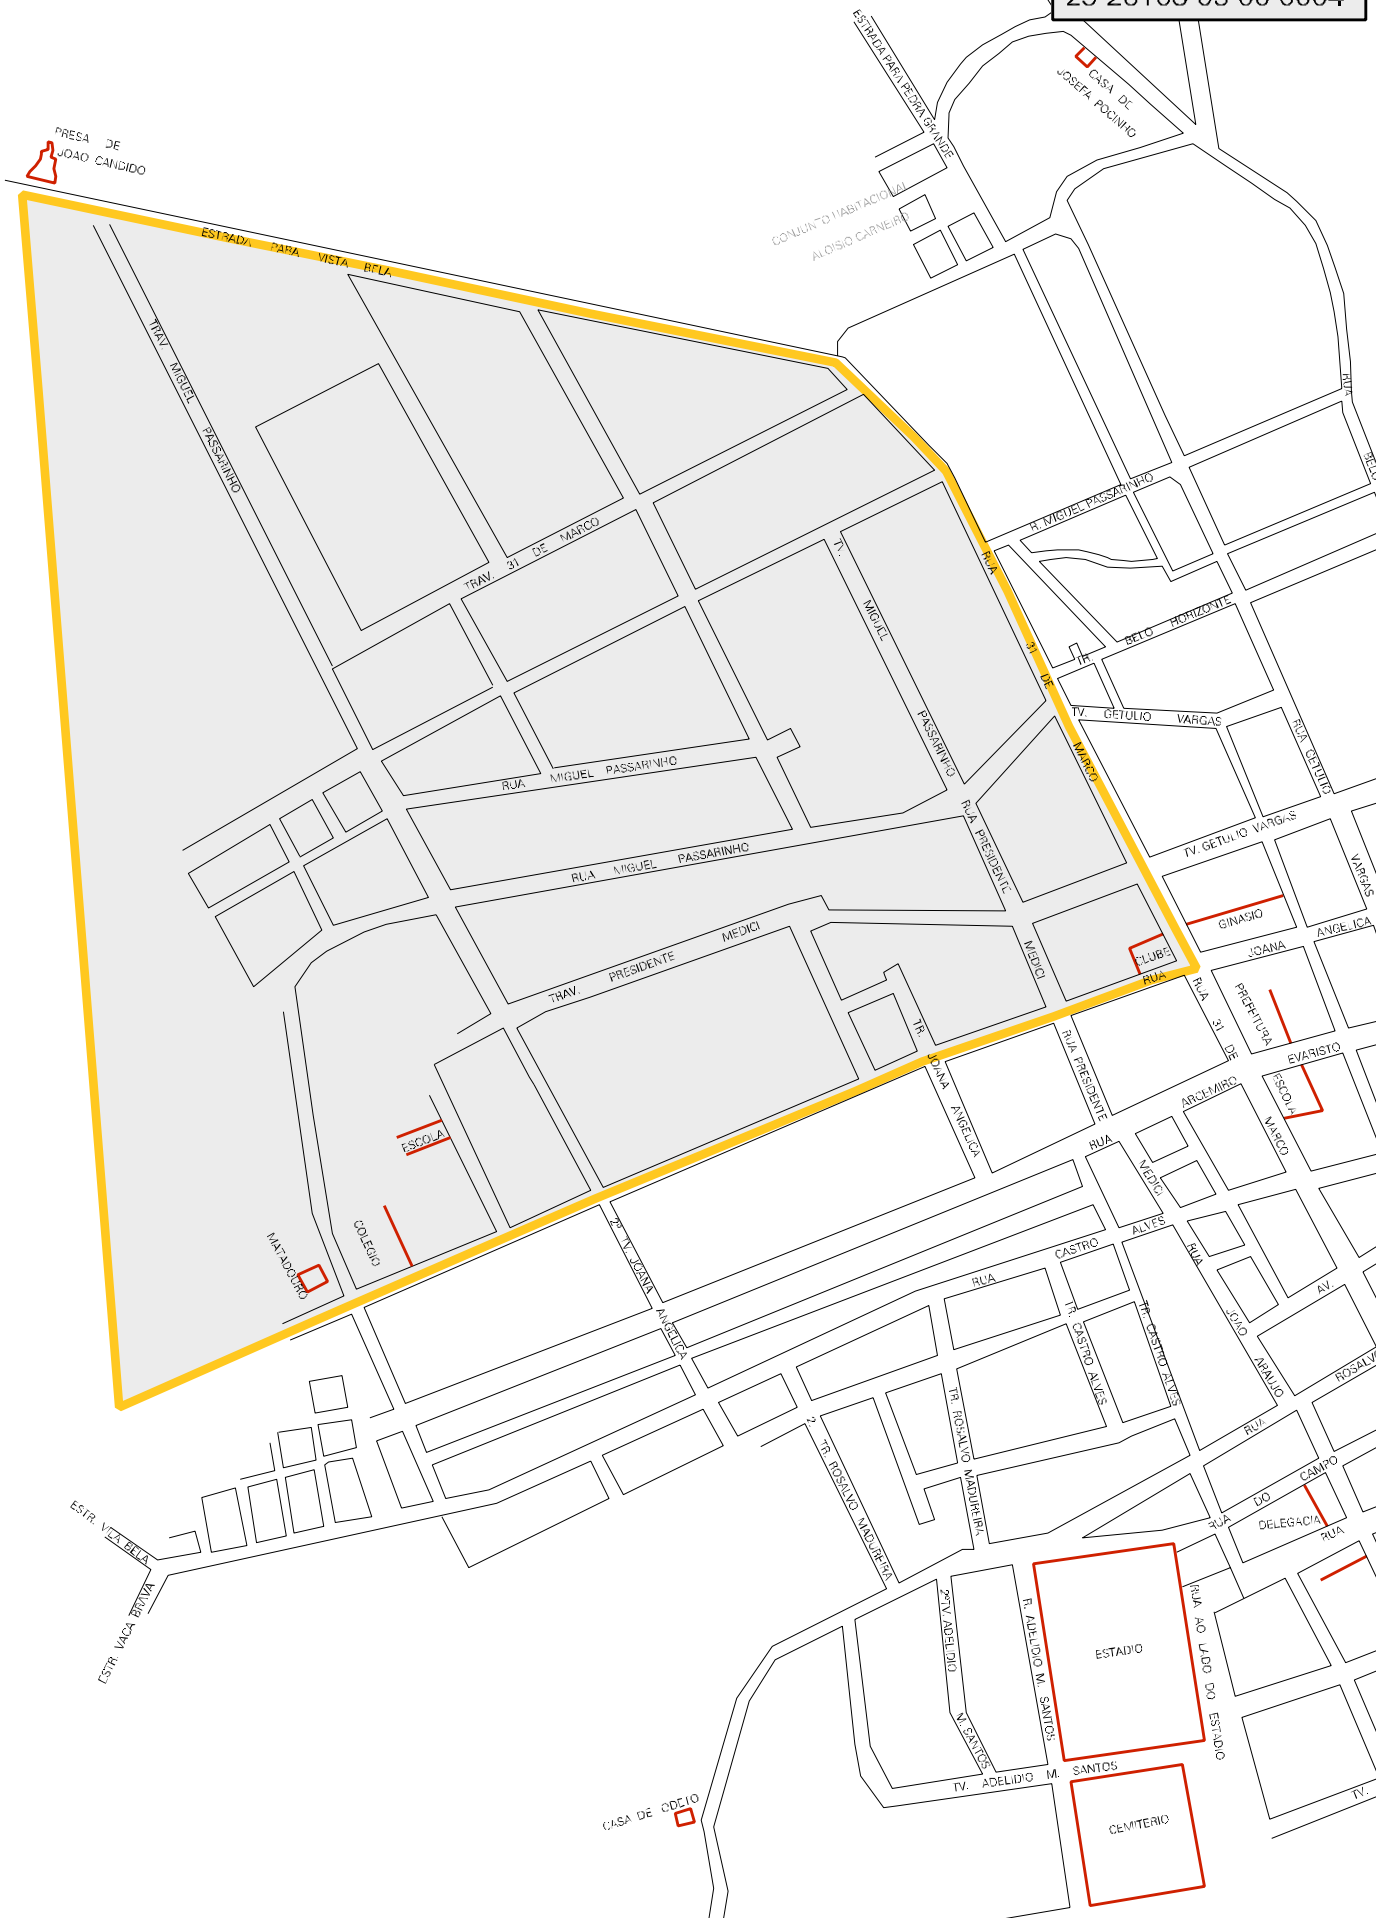 ESTRADA PARA PEDRA GRANDE
CASA DE
JOSEFA POCINHO
PRESA DE
JOAO CANDIDO
CONJUNTO HABITACIONAL
ALOISIO CARNEIRO
ESTRADA PARA VISTA BELA
TRAV MIGUEL PASSARINHO
RUA
BELO
R. MIGUEL PASSARINHO
TRAV. 31 DE MARCO
TV. MIGUEL PASSARINHO
RUA 31 DE MARCO
BELO HORIZONTE
TR.
TV. GETULIO VARGAS
RUA GETULIO
VARGAS
RUA MIGUEL PASSARINHO
RUA MIGUEL PASSARINHO
RUA PRESIDENTE
MEDICI
TV. GETULIO VARGAS
GINASIO
JOANA ANGELICA
CLUBE
RUA
TRAV. PRESIDENTE MEDICI
PREFEITURA
RUA 31 DE
MARCO
EVARISTO
ESCOLA
ARGEMIRO
RUA
TR. JOANA ANGELICA
RUA PRESIDENTE
MEDICI
ESCOLA
COLEGIO
MATADOURO
2ª TV. JOANA ANGELICA
RUA CASTRO ALVES
RUA JOAO ARAUJO
AV.
ROSALVO
TR. CASTRO ALVES
TR. CASTRO ALVES
TR. ROSALVO MADUREIRA
2. TR. ROSALVO MADUREIRA
RUA
RUA DO CAMPO
DELEGACIA
RUA
ESTR. VILA BELA
ESTR. VACA BRAVA
2ªTV. ADELIDIO
M. SANTOS
R. ADELIDIO M. SANTOS
ESTADIO
RUA AO LADO DO ESTADIO
TV. ADELIDIO M. SANTOS
TV.
CASA DE
CEMITERIO